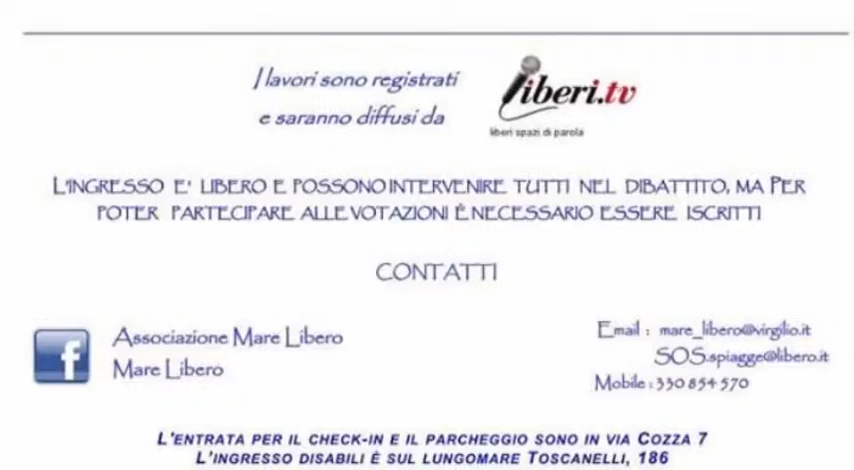 I lavori sono registrati
e saranno diffusi da
liberi.tv
liberi spazi di parola
L'INGRESSO E' LIBERO E POSSONO INTERVENIRE TUTTI NEL DIBATTITO, MA PER
POTER PARTECIPARE ALLE VOTAZIONI È NECESSARIO ESSERE ISCRITTI
CONTATTI
f
Associazione Mare Libero
Mare Libero
Email : mare_libero@virgilio.it
SOS.spiagge@libero.it
Mobile : 330 854 570
L'ENTRATA PER IL CHECK-IN E IL PARCHEGGIO SONO IN VIA COZZA 7
L'INGRESSO DISABILI È SUL LUNGOMARE TOSCANELLI, 186